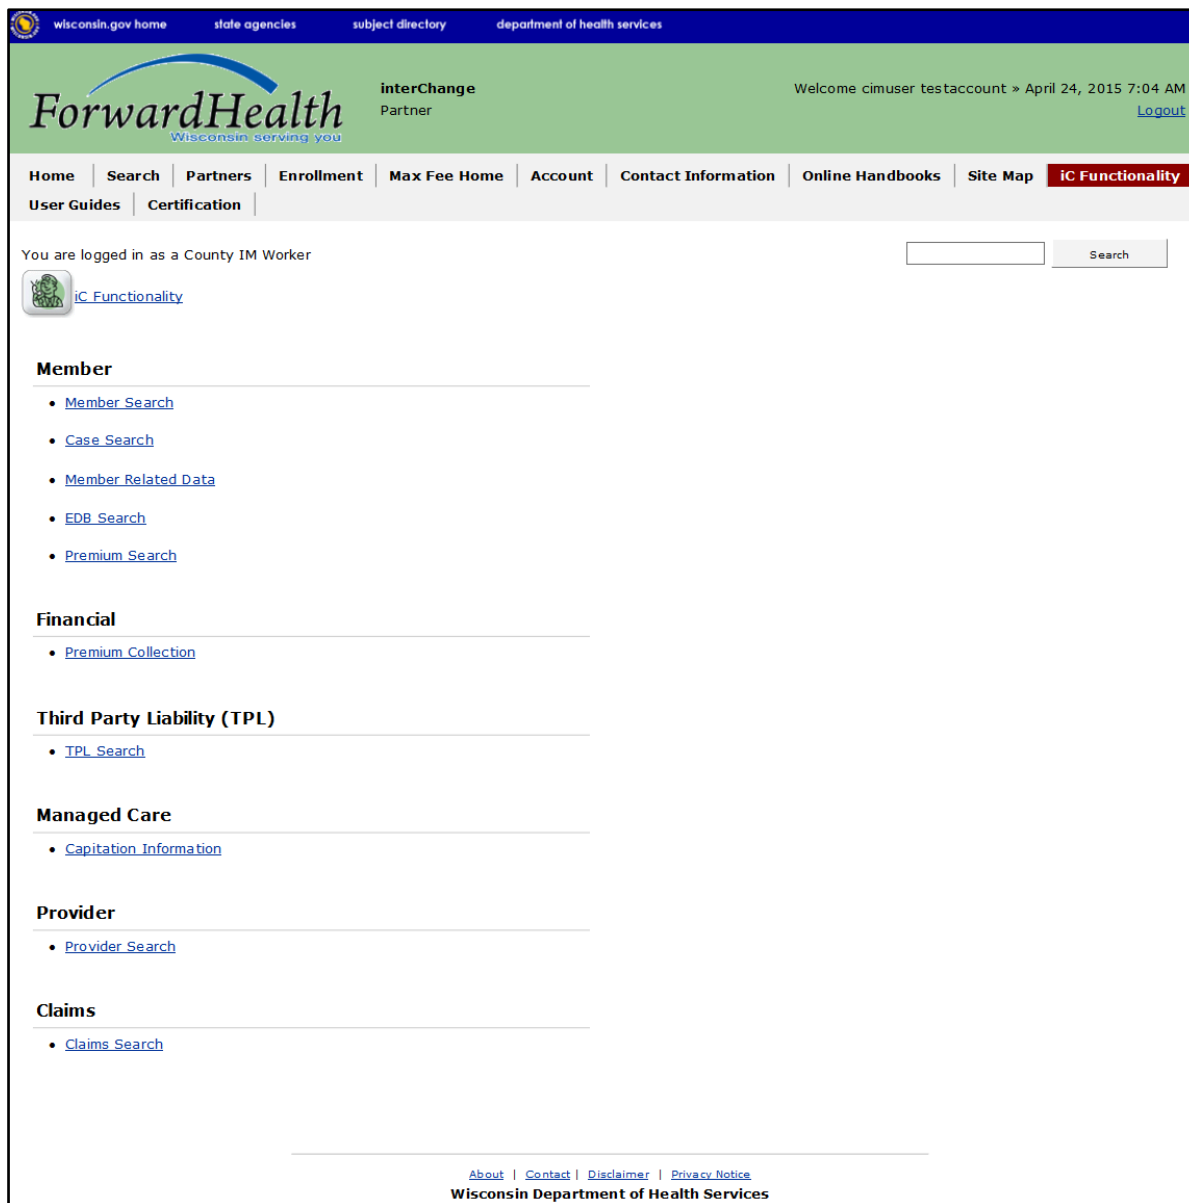 wisconsin.gov home state agencies subject directory department of health services
ForwardHealth
Wisconsin serving you
interChange
Partner
Welcome cimuser testaccount » April 24, 2015 7:04 AM
Logout
Home Search Partners Enrollment Max Fee Home Account Contact Information Online Handbooks Site Map iC Functionality
User Guides Certification
You are logged in as a County IM Worker
Search
iC Functionality
Member
• Member Search
• Case Search
• Member Related Data
• EDB Search
• Premium Search
Financial
• Premium Collection
Third Party Liability (TPL)
• TPL Search
Managed Care
• Capitation Information
Provider
• Provider Search
Claims
• Claims Search
About | Contact | Disclaimer | Privacy Notice
Wisconsin Department of Health Services